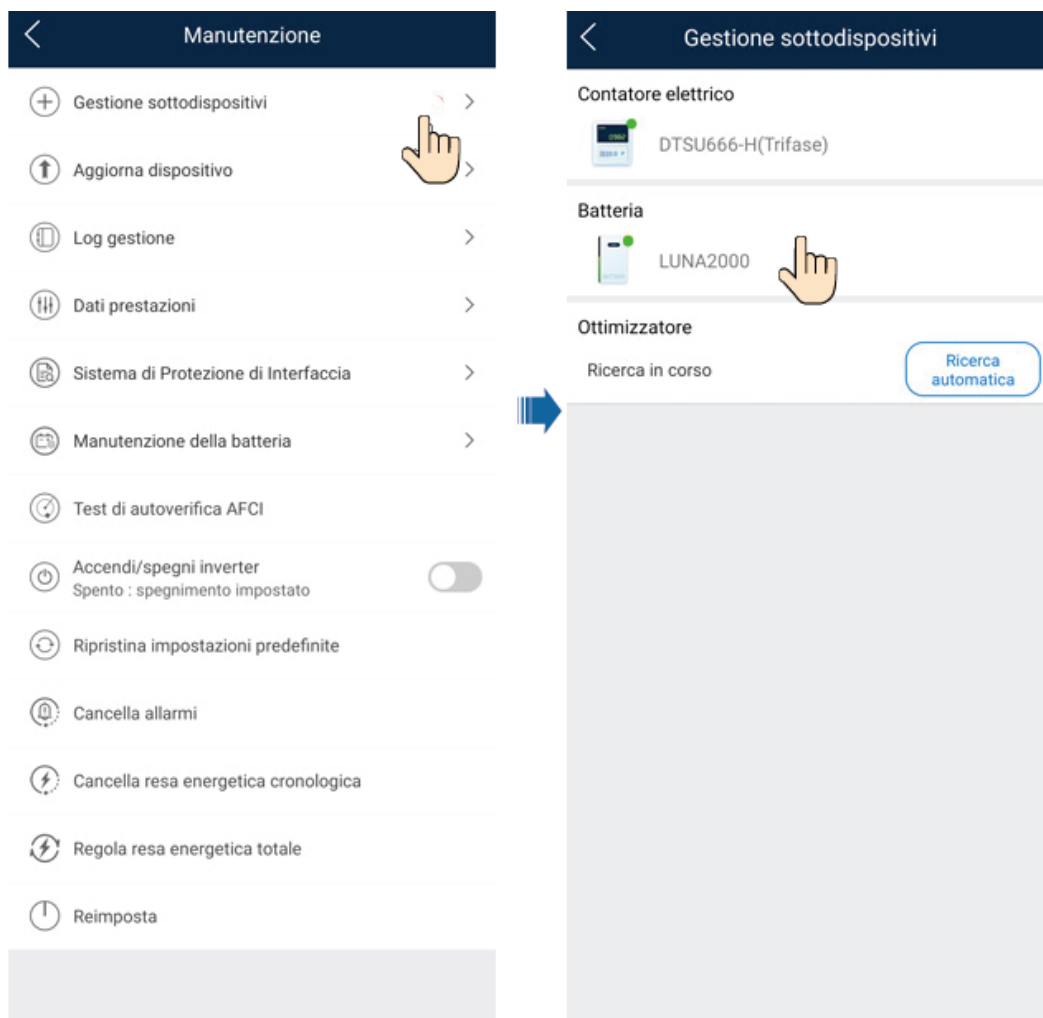 Manutenzione
Gestione sottodispositivi
Aggiorna dispositivo
Log gestione
Dati prestazioni
Sistema di Protezione di Interfaccia
Manutenzione della batteria
Test di autoverifica AFCI
Accendi/spegni inverter
Spento : spegnimento impostato
Ripristina impostazioni predefinite
Cancella allarmi
Cancella resa energetica cronologica
Regola resa energetica totale
Reimposta
Gestione sottodispositivi
Contatore elettrico
DTSU666-H(Trifase)
Batteria
LUNA2000
Ottimizzatore
Ricerca in corso
Ricerca
automatica